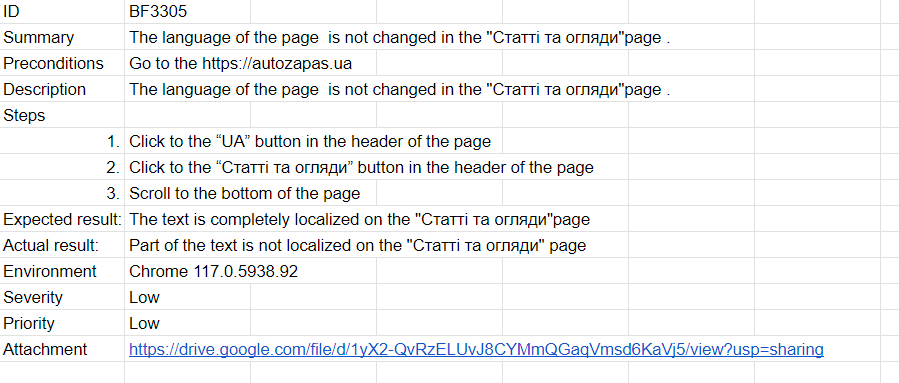 ID BF3305
Summary The language of the page  is not changed in the "Статті та огляди"page .
Preconditions Go to the https://autozapas.ua
Description The language of the page  is not changed in the "Статті та огляди"page .
Steps
1. Click to the “UA” button in the header of the page
2. Click to the “Статті та огляди” button in the header of the page
3. Scroll to the bottom of the page
Expected result: The text is completely localized on the "Статті та огляди"page
Actual result: Part of the text is not localized on the "Статті та огляди" page
Environment Chrome 117.0.5938.92
Severity Low
Priority Low
Attachment https://drive.google.com/file/d/1yX2-QvRzELUvJ8CYMmQGaqVmsd6KaVj5/view?usp=sharing